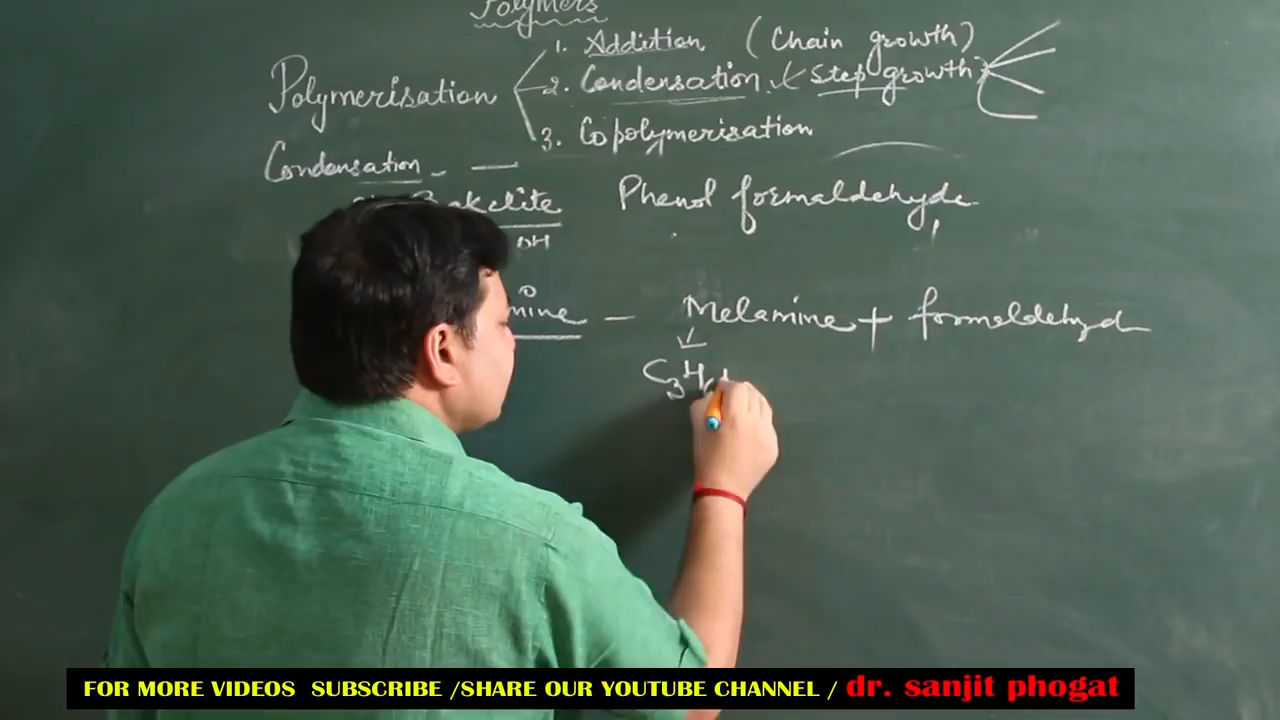 Polymers
Polymerisation
1. Addition (Chain growth)
2. Condensation (Step growth)
3. Copolymerisation
Condensation - —
Bakelite Phenol formaldehyde
OH
mine — Melamine + formaldehyd
C3H6
FOR MORE VIDEOS SUBSCRIBE /SHARE OUR YOUTUBE CHANNEL / dr. sanjit phogat